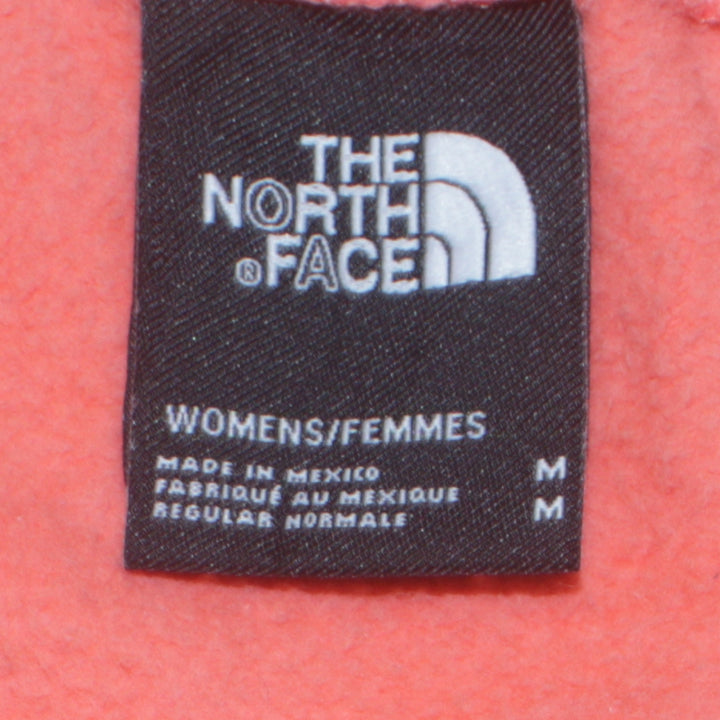 THE
NORTH
® FACE
WOMENS/FEMMES
MADE IN MEXICO M
FABRIQUÉ AU MEXIQUE
REGULAR NORMALE M